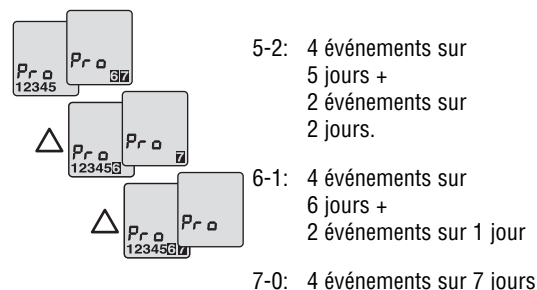 Pro
12345
Pro
67
5-2: 4 événements sur
5 jours +
2 événements sur
2 jours.
Pro
123456
Pro
7
6-1: 4 événements sur
6 jours +
2 événements sur 1 jour
Pro
1234567
Pro
7-0: 4 événements sur 7 jours